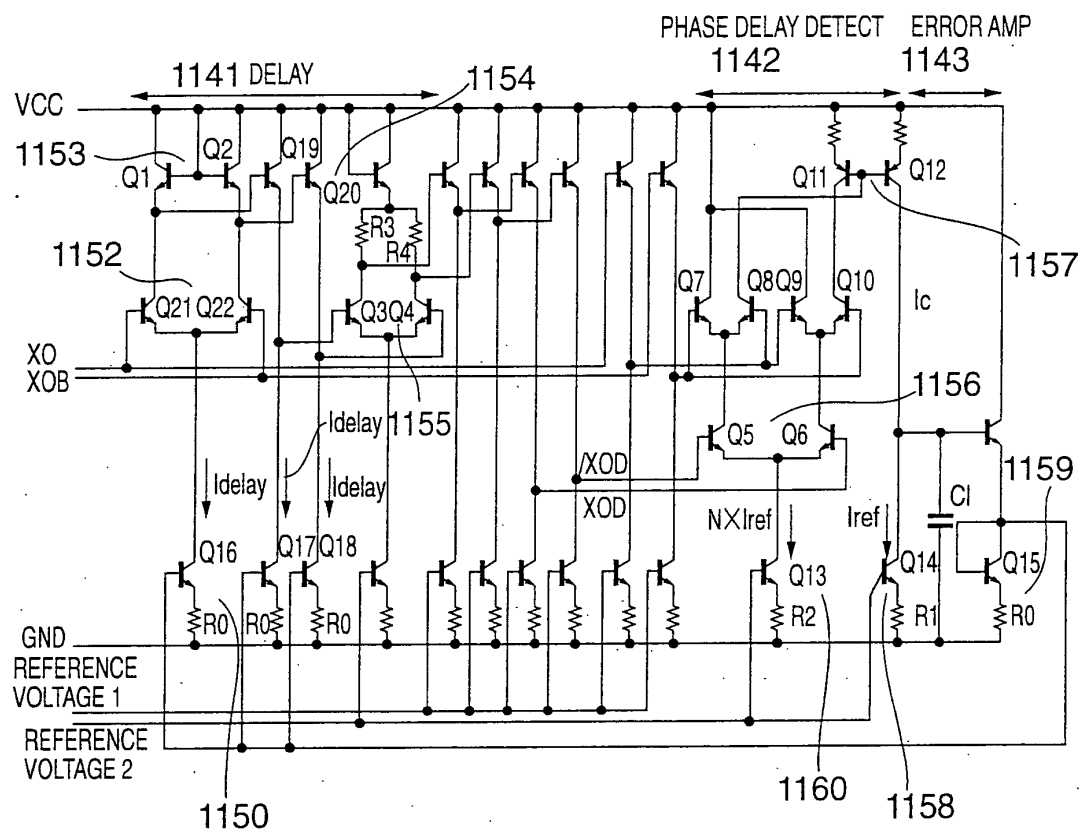 PHASE DELAY DETECT
ERROR AMP
1141 DELAY
1154
1142
1143
VCC
1153
Q1
Q2
Q19
Q20
Q11
Q12
R3
R4
1157
1152
Q21
Q22
Q3
Q4
Q7
Q8
Q9
Q10
Ic
XO
XOB
1155
1156
Idelay
Idelay
Idelay
Q5
Q6
/XOD
XOD
1159
CI
N×Iref
Iref
Q16
Q17
Q18
Q13
Q14
Q15
R0
R0
R0
R2
R1
R0
GND
REFERENCE
VOLTAGE 1
REFERENCE
VOLTAGE 2
1150
1160
1158